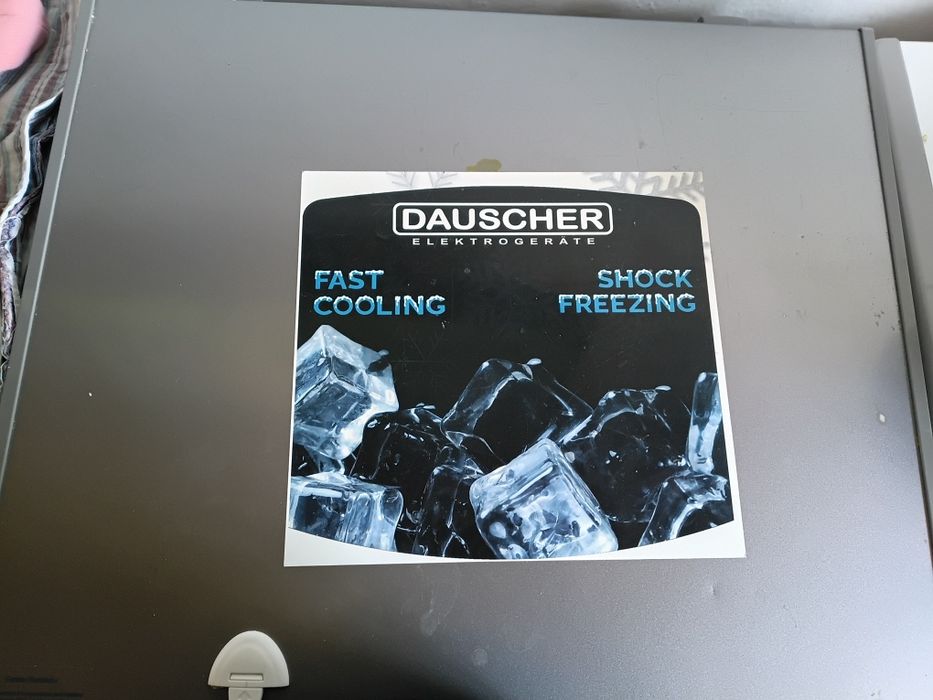 DAUSCHER
ELEKTROGERÄTE
FAST
COOLING
SHOCK
FREEZING